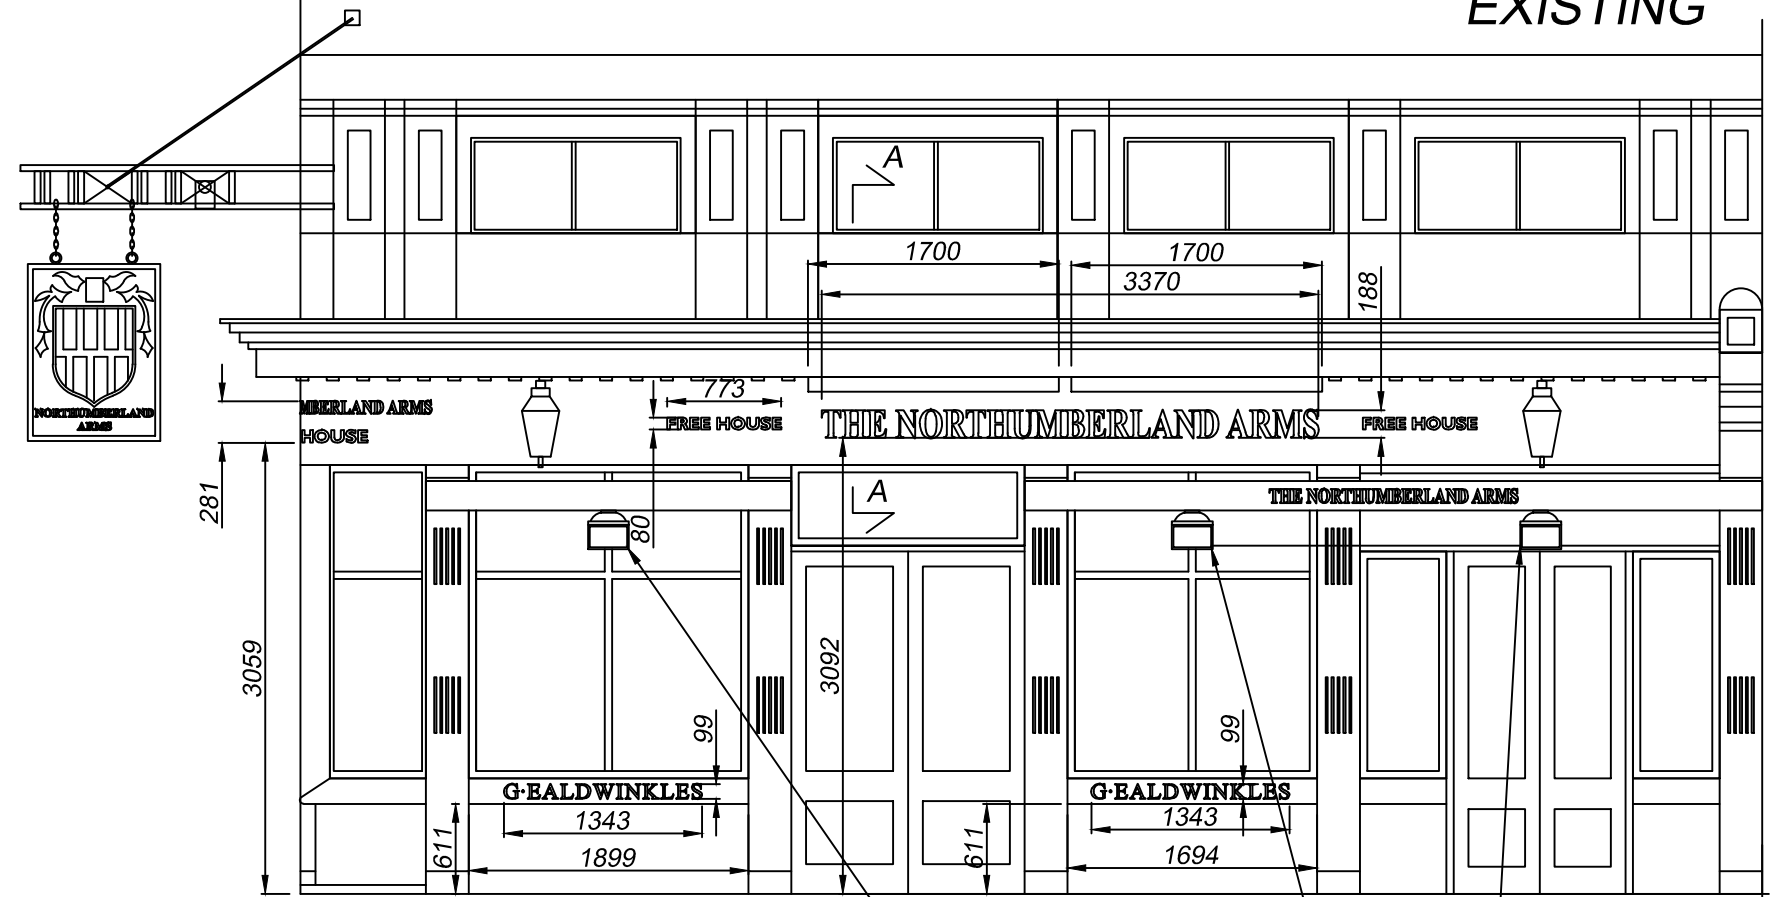 EXISTING
A
1700
1700
3370
188
773
MBERLAND ARMS
HOUSE
FREE HOUSE
THE NORTHUMBERLAND ARMS
FREE HOUSE
NORTHUMBERLAND
ARMS
281
80
A
THE NORTHUMBERLAND ARMS
3059
3092
99
99
G·EALDWINKLES
G·EALDWINKLES
1343
1343
611
1899
611
1694